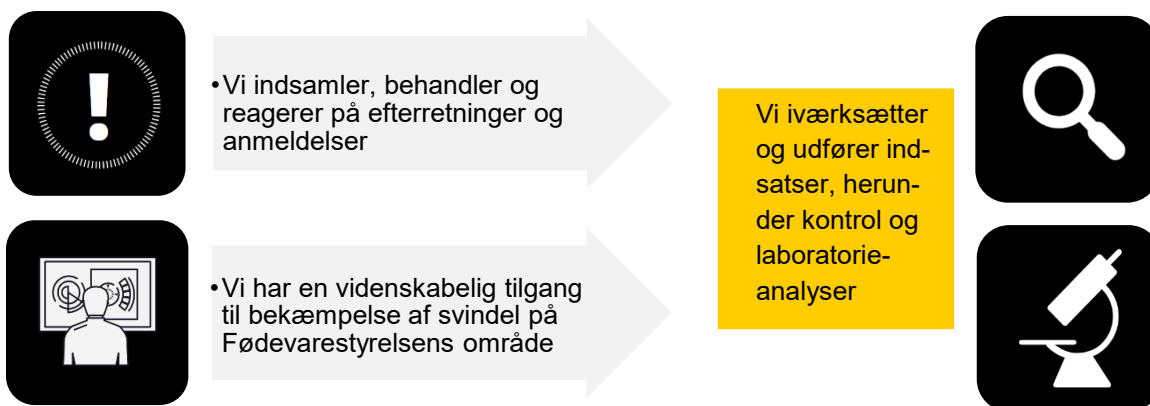 •Vi indsamler, behandler og
reagerer på efterretninger og
anmeldelser
•Vi har en videnskabelig tilgang
til bekæmpelse af svindel på
Fødevarestyrelsens område
Vi iværksætter
og udfører ind-
satser, herun-
der kontrol og
laboratorie-
analyser